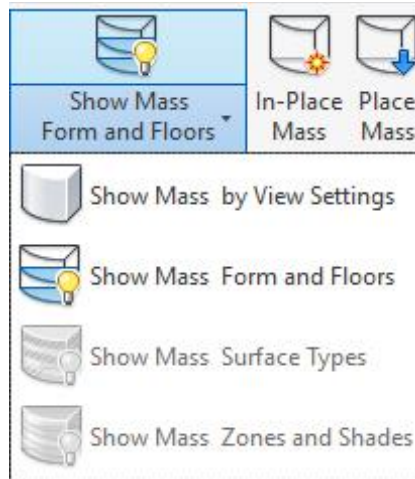 Show Mass
Form and Floors
In-Place
Mass
Place
Mass
Show Mass by View Settings
Show Mass Form and Floors
Show Mass Surface Types
Show Mass Zones and Shades